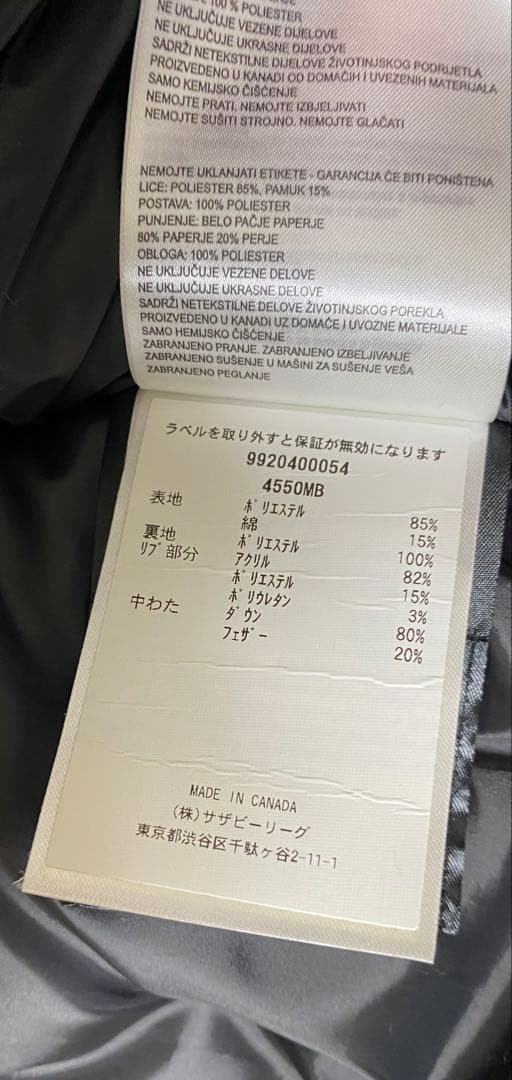 100 % POLIESTER
NE UKLJUČUJE VEZENE DIJELOVE
NE UKLJUČUJE UKRASNE DIJELOVE
SADRŽI NETEKSTILNE DIJELOVE ŽIVOTINJSKOG PODRIJETLA
PROIZVEDENO U KANADI OD DOMAĆIH I UVEZENIH MATERIJALA
SAMO KEMIJSKO ČIŠĆENJE
NEMOJTE PRATI. NEMOJTE IZBJELJIVATI
NEMOJTE SUŠITI STROJNO. NEMOJTE GLAČATI
NEMOJTE UKLANJATI ETIKETE - GARANCIJA ĆE BITI PONIŠTENA
LICE: POLIESTER 85%, PAMUK 15%
POSTAVA: 100% POLIESTER
PUNJENJE: BELO PAČJE PAPERJE
80% PAPERJE 20% PERJE
OBLOGA: 100% POLIESTER
NE UKLJUČUJE VEZENE DELOVE
NE UKLJUČUJE UKRASNE DELOVE
SADRŽI NETEKSTILNE DELOVE ŽIVOTINJSKOG POREKLA
PROIZVEDENO U KANADI UZ DOMAĆE I UVOZNE MATERIJALE
SAMO HEMIJSKO ČIŠĆENJE
ZABRANJENO PRANJE. ZABRANJENO IZBELJIVANJE
ZABRANJENO SUŠENJE U MAŠINI ZA SUŠENJE VEŠA
ZABRANJENO PEGLANJE
ラベルを取り外すと保証が無効になります
9920400054
4550MB
表地 ﾎﾟﾘｴｽﾃﾙ 85%
綿 15%
裏地 ﾎﾟﾘｴｽﾃﾙ 100%
ﾘﾌﾞ部分 ｱｸﾘﾙ 82%
ﾎﾟﾘｴｽﾃﾙ 15%
ﾎﾟﾘｳﾚﾀﾝ 3%
中わた ﾀﾞｳﾝ 80%
ﾌｪｻﾞｰ 20%
MADE IN CANADA
(株)サザビーリーグ
東京都渋谷区千駄ヶ谷2-11-1